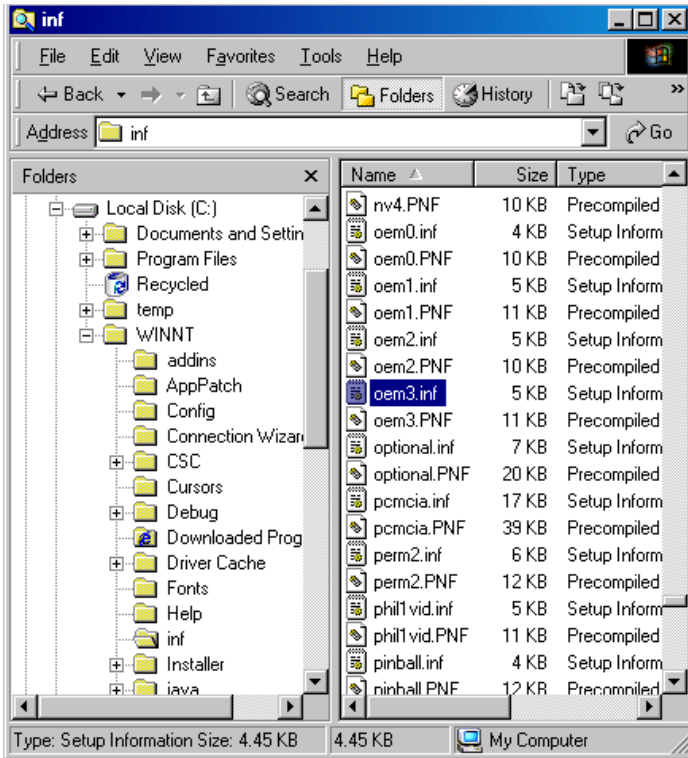 inf
File Edit View Favorites Tools Help
Back Search Folders History »
Address inf Go
Folders
Local Disk (C:)
Documents and Settin
Program Files
Recycled
temp
WINNT
addins
AppPatch
Config
Connection Wizar
CSC
Cursors
Debug
Downloaded Prog
Driver Cache
Fonts
Help
inf
Installer
java
Name Size Type
nv4.PNF 10 KB Precompiled
oem0.inf 4 KB Setup Inform
oem0.PNF 10 KB Precompiled
oem1.inf 5 KB Setup Inform
oem1.PNF 11 KB Precompiled
oem2.inf 5 KB Setup Inform
oem2.PNF 10 KB Precompiled
oem3.inf 5 KB Setup Inform
oem3.PNF 11 KB Precompiled
optional.inf 7 KB Setup Inform
optional.PNF 20 KB Precompiled
pcmcia.inf 17 KB Setup Inform
pcmcia.PNF 39 KB Precompiled
perm2.inf 6 KB Setup Inform
perm2.PNF 12 KB Precompiled
phil1vid.inf 5 KB Setup Inform
phil1vid.PNF 11 KB Precompiled
pinball.inf 4 KB Setup Inform
pinball.PNF 12 KB Precompiled
Type: Setup Information Size: 4.45 KB 4.45 KB My Computer